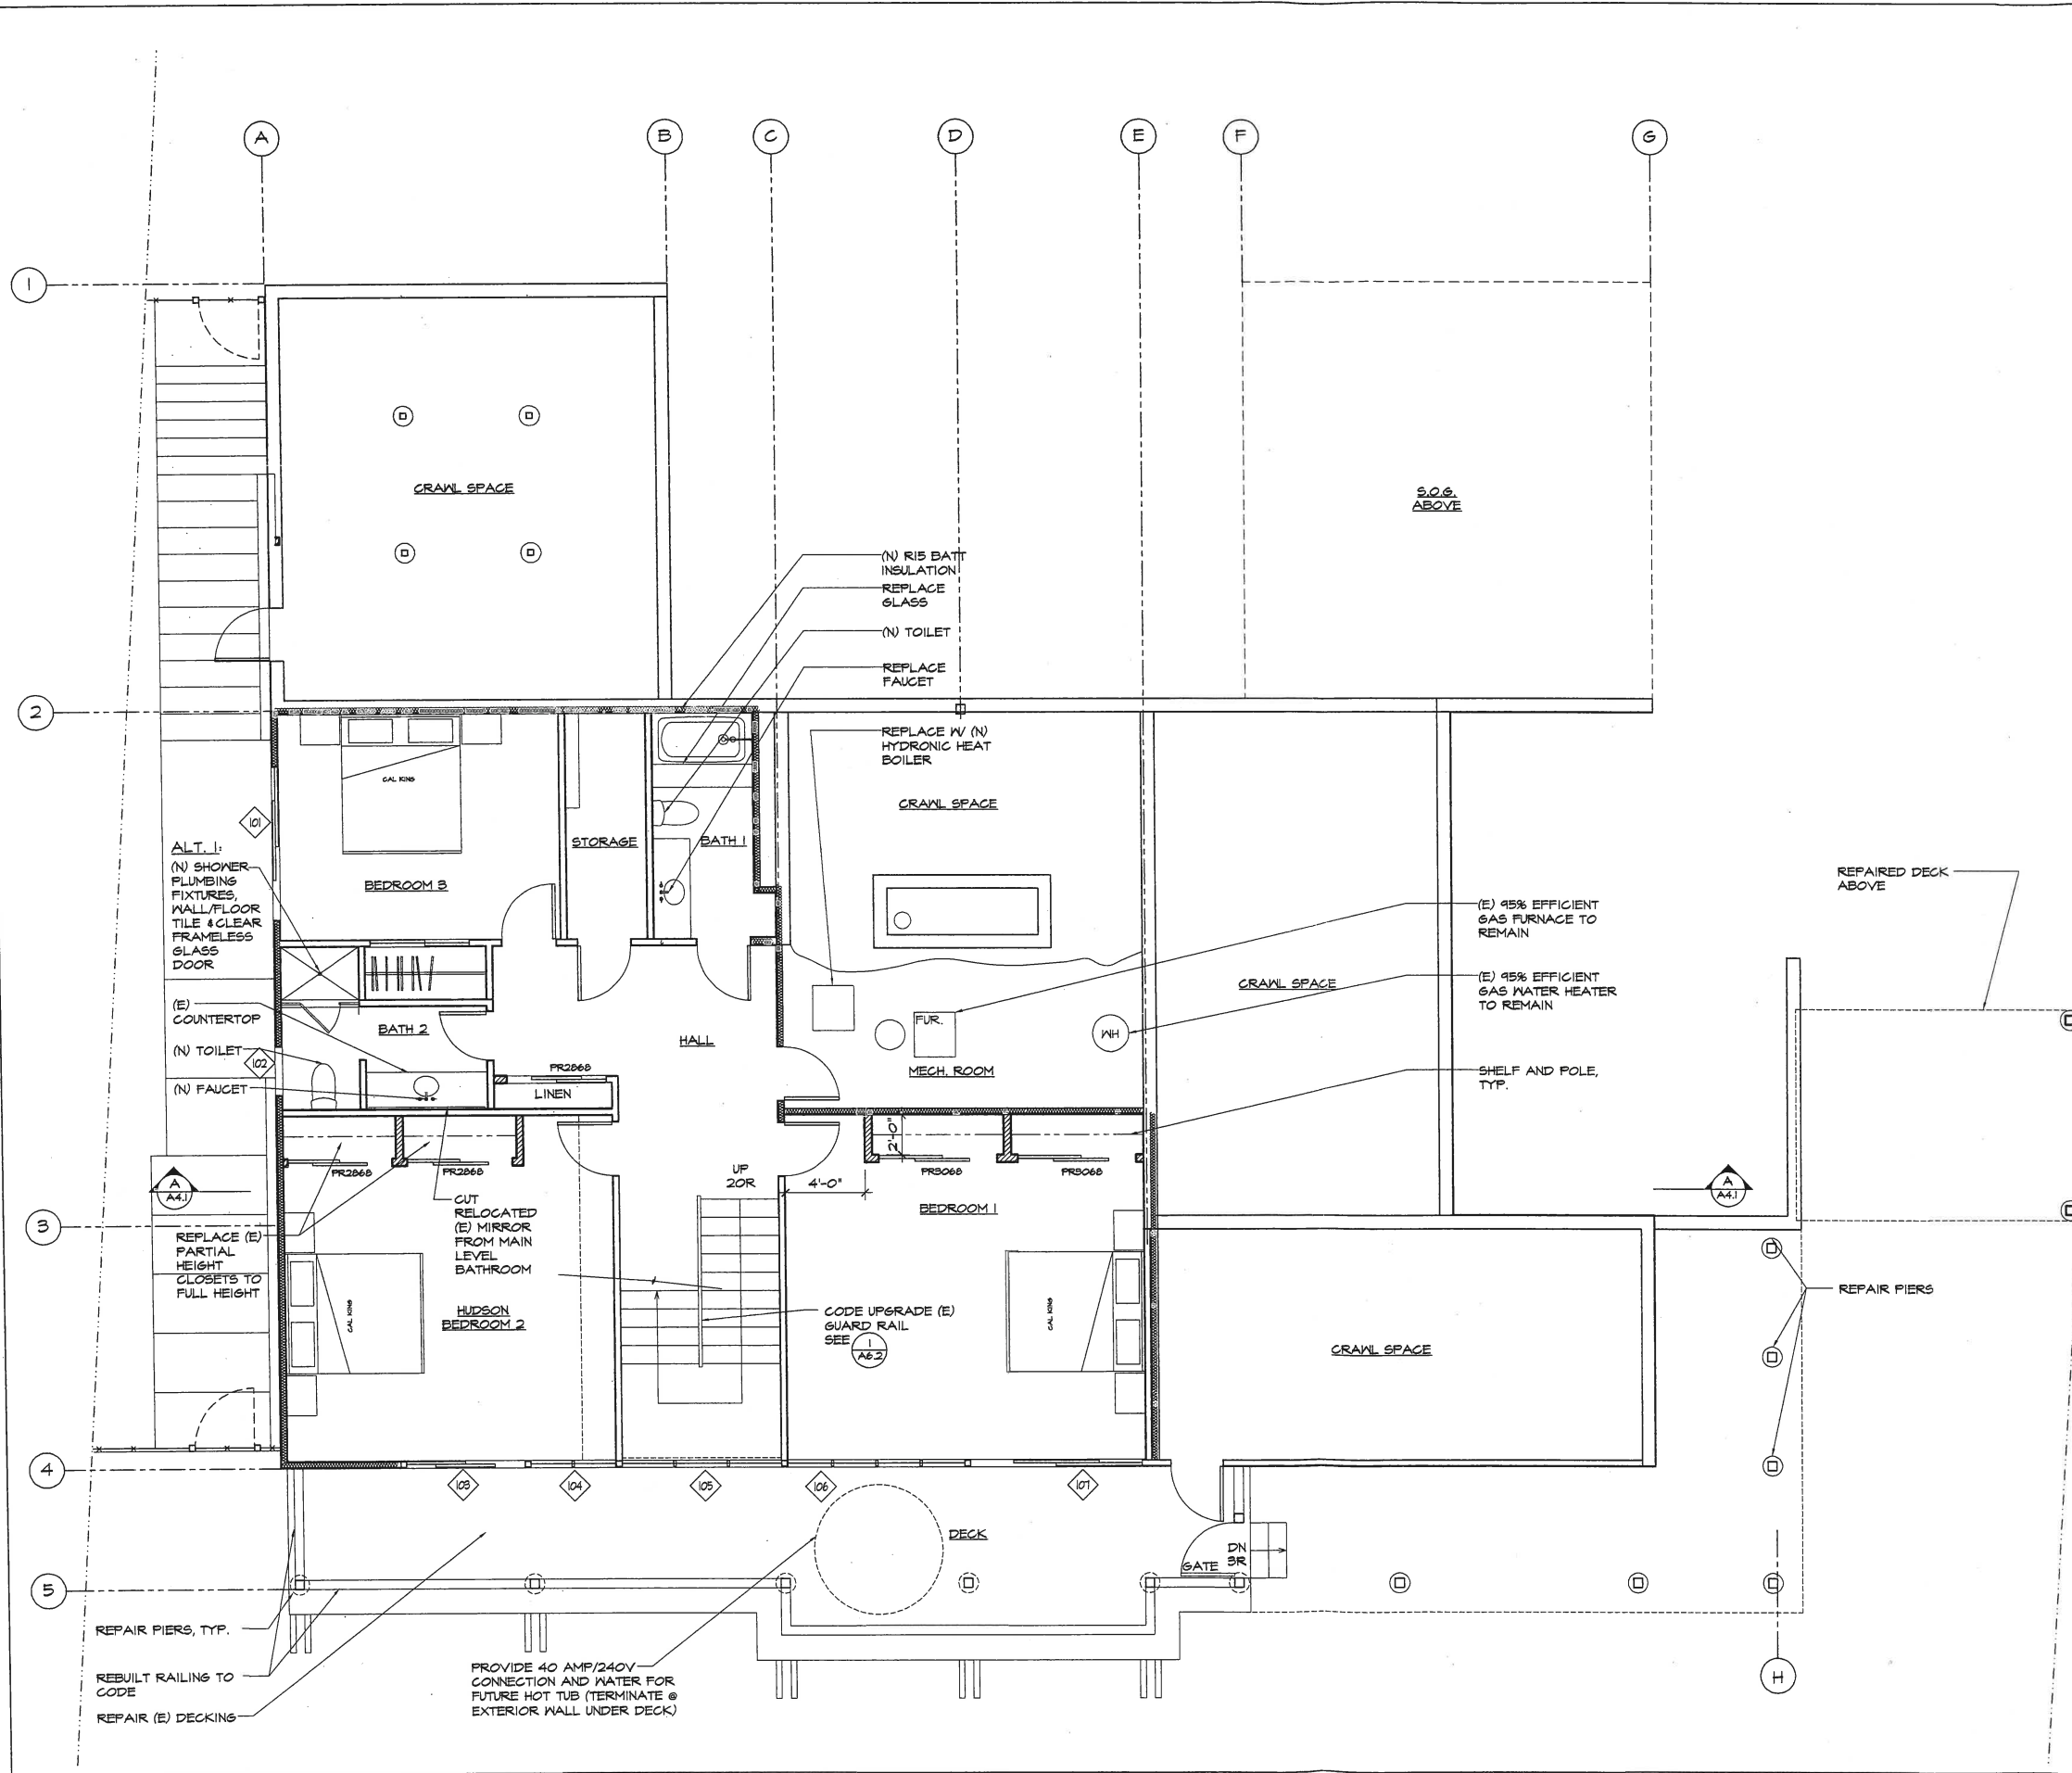 A
B
C
D
E
F
G
1
CRAWL SPACE
S.O.G.
ABOVE
(N) R15 BATT
INSULATION
REPLACE
GLASS
(N) TOILET
REPLACE
FAUCET
2
REPLACE W/ (N)
HYDRONIC HEAT
BOILER
CAL KING
CRAWL SPACE
101
STORAGE
BATH 1
ALT. 1:
(N) SHOWER
PLUMBING
FIXTURES,
WALL/FLOOR
TILE & CLEAR
FRAMELESS
GLASS
DOOR
BEDROOM 3
REPAIRED DECK
ABOVE
(E) 95% EFFICIENT
GAS FURNACE TO
REMAIN
CRAWL SPACE
(E) 95% EFFICIENT
GAS WATER HEATER
TO REMAIN
(E)
COUNTERTOP
BATH 2
FUR.
WH
HALL
(N) TOILET
102
PR2868
MECH. ROOM
SHELF AND POLE,
TYP.
(N) FAUCET
LINEN
2'-0"
PR2868
PR2868
PR3068
PR3068
UP
20R
4'-0"
A
A4.1
A
A4.1
CUT
RELOCATED
(E) MIRROR
FROM MAIN
LEVEL
BATHROOM
BEDROOM 1
3
REPLACE (E)
PARTIAL
HEIGHT
CLOSETS TO
FULL HEIGHT
REPAIR PIERS
CAL KING
HUDSON
BEDROOM 2
CODE UPGRADE (E)
GUARD RAIL
SEE
1
A6.2
CAL KING
CRAWL SPACE
4
103
104
105
106
107
DECK
GATE
DN
3R
5
REPAIR PIERS, TYP.
REBUILT RAILING TO
CODE
REPAIR (E) DECKING
PROVIDE 40 AMP/240V
CONNECTION AND WATER FOR
FUTURE HOT TUB (TERMINATE @
EXTERIOR WALL UNDER DECK)
H